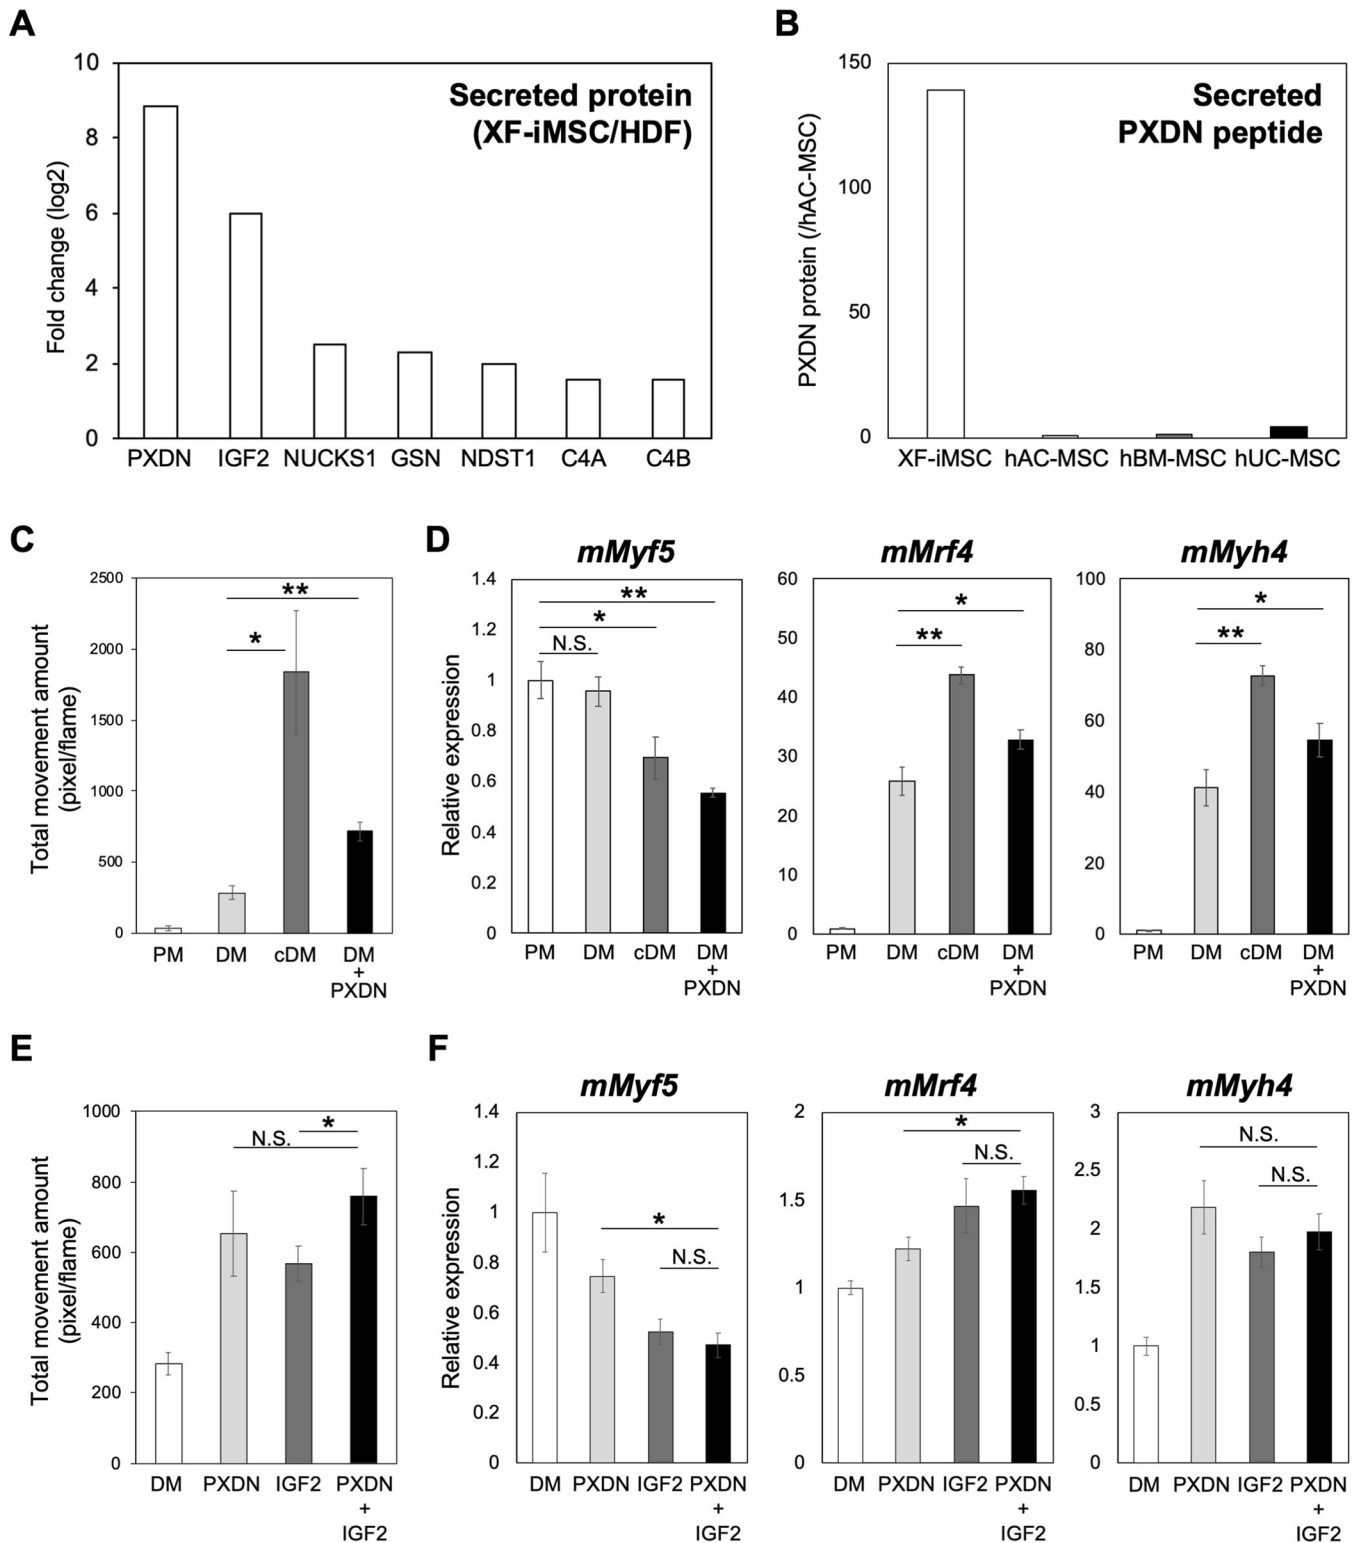 A
Secreted protein
(XF-iMSC/HDF)
Fold change (log2)
10
8
6
4
2
0
PXDN IGF2 NUCKS1 GSN NDST1 C4A C4B
B
Secreted
PXDN peptide
PXDN protein (/hAC-MSC)
150
100
50
0
XF-iMSC hAC-MSC hBM-MSC hUC-MSC
C
Total movement amount
(pixel/flame)
2500
2000
1500
1000
500
0
**
*
PM DM cDM DM
+
PXDN
D
mMyf5
Relative expression
1.4
1.2
1
0.8
0.6
0.4
0.2
0
**
*
N.S.
PM DM cDM DM
+
PXDN
mMrf4
60
50
40
30
20
10
0
*
**
PM DM cDM DM
+
PXDN
mMyh4
100
80
60
40
20
0
*
**
PM DM cDM DM
+
PXDN
E
Total movement amount
(pixel/flame)
1000
800
600
400
200
0
*
N.S.
DM PXDN IGF2 PXDN
+
IGF2
F
mMyf5
Relative expression
1.4
1.2
1
0.8
0.6
0.4
0.2
0
*
N.S.
DM PXDN IGF2 PXDN
+
IGF2
mMrf4
2
1.5
1
0.5
0
*
N.S.
DM PXDN IGF2 PXDN
+
IGF2
mMyh4
3
2.5
2
1.5
1
0.5
0
N.S.
N.S.
DM PXDN IGF2 PXDN
+
IGF2